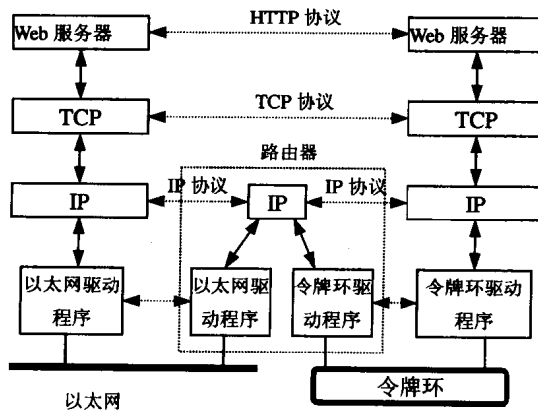 HTTP 协议
Web 服务器
Web 服务器
TCP 协议
TCP
TCP
路由器
IP 协议
IP 协议
IP
IP
IP
以太网驱动
程序
以太网驱
动程序
令牌环驱
动程序
令牌环驱动
程序
以太网
令牌环